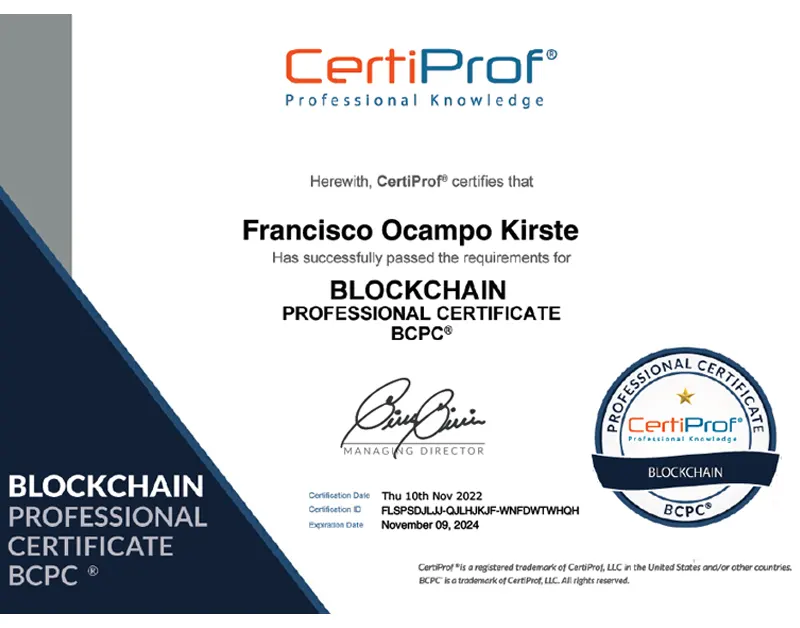 CertiProf®
Professional Knowledge
Herewith, CertiProf® certifies that
Francisco Ocampo Kirste
Has successfully passed the requirements for
BLOCKCHAIN
PROFESSIONAL CERTIFICATE
BCPC®
MANAGING DIRECTOR
Certification Date Thu 10th Nov 2022
Certification ID FLSPSDJLJJ-QJLHJKJF-WNFDWTWHQH
Expiration Date November 09, 2024
BLOCKCHAIN
PROFESSIONAL
CERTIFICATE
BCPC ®
PROFESSIONAL CERTIFICATE
CertiProf®
Professional Knowledge
BLOCKCHAIN
BCPC®
CertiProf ® is a registered trademark of CertiProf, LLC in the United States and/or other countries.
BCPC® is a trademark of CertiProf, LLC. All rights reserved.